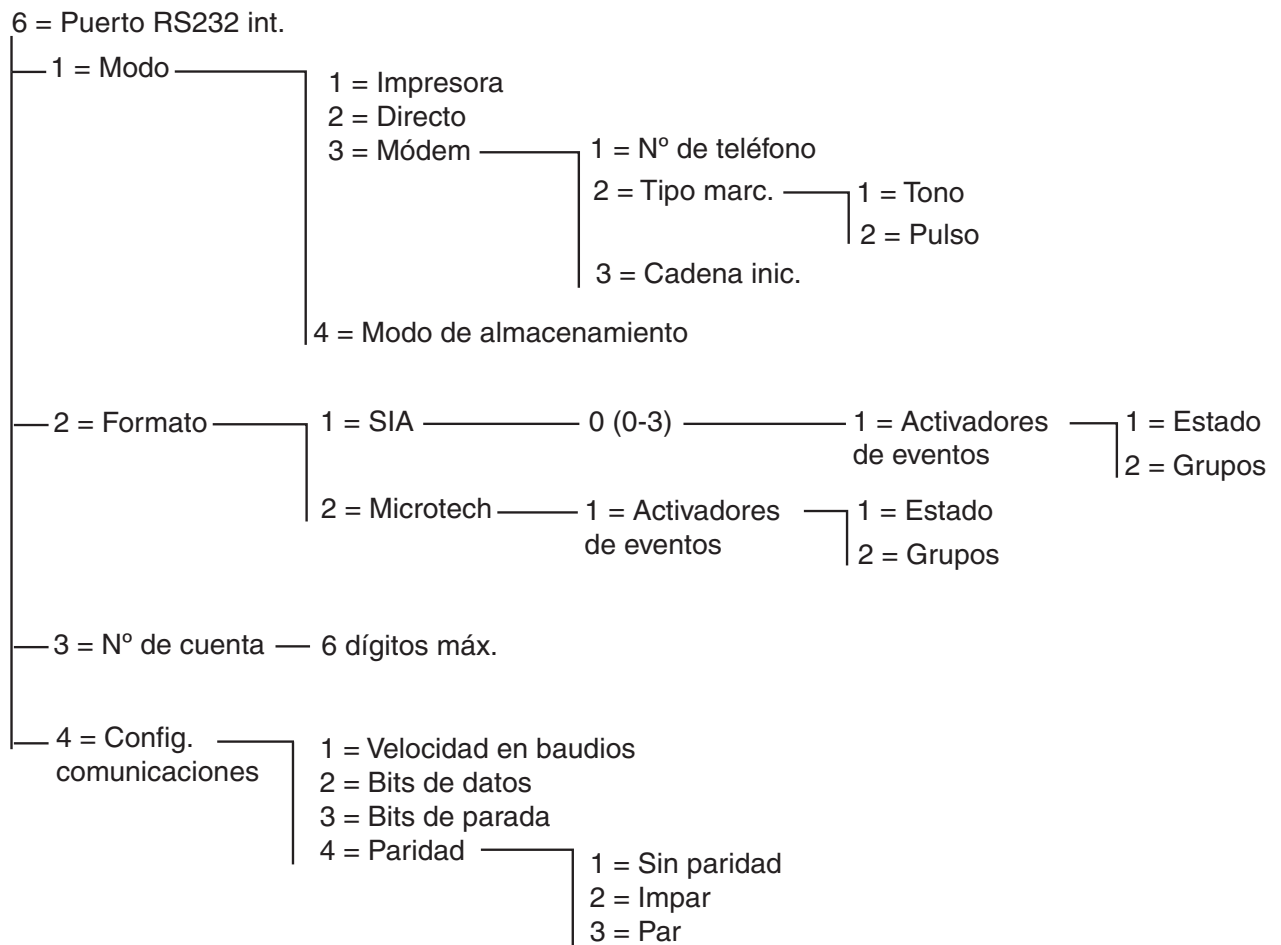 6 = Puerto RS232 int.
1 = Modo
1 = Impresora
2 = Directo
3 = Módem
1 = Nº de teléfono
2 = Tipo marc.
1 = Tono
2 = Pulso
3 = Cadena inic.
4 = Modo de almacenamiento
2 = Formato
1 = SIA
0 (0-3)
1 = Activadores
de eventos
1 = Estado
2 = Grupos
2 = Microtech
1 = Activadores
de eventos
1 = Estado
2 = Grupos
3 = Nº de cuenta
6 dígitos máx.
4 = Config.
comunicaciones
1 = Velocidad en baudios
2 = Bits de datos
3 = Bits de parada
4 = Paridad
1 = Sin paridad
2 = Impar
3 = Par